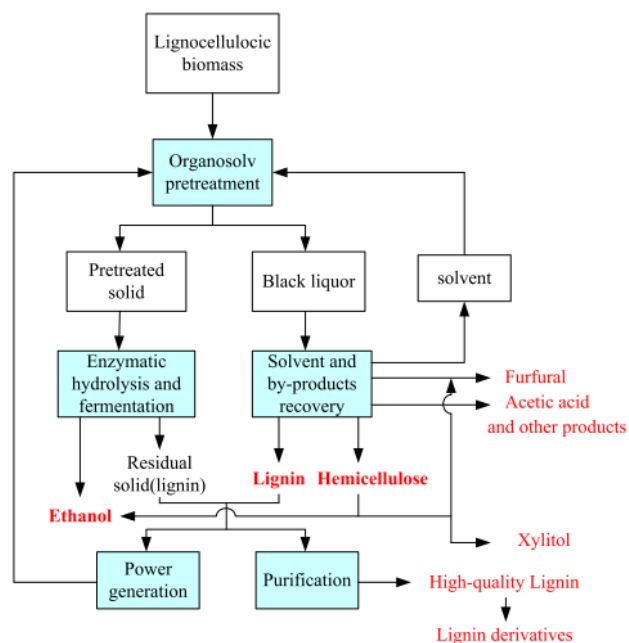 Lignocellulocic
biomass
Organosolv
pretreatment
Pretreated
solid
Black liquor
solvent
Enzymatic
hydrolysis and
fermentation
Solvent and
by-products
recovery
Furfural
Acetic acid
and other products
Residual
solid(lignin)
Lignin
Hemicellulose
Ethanol
Xylitol
Power
generation
Purification
High-quality Lignin
Lignin derivatives